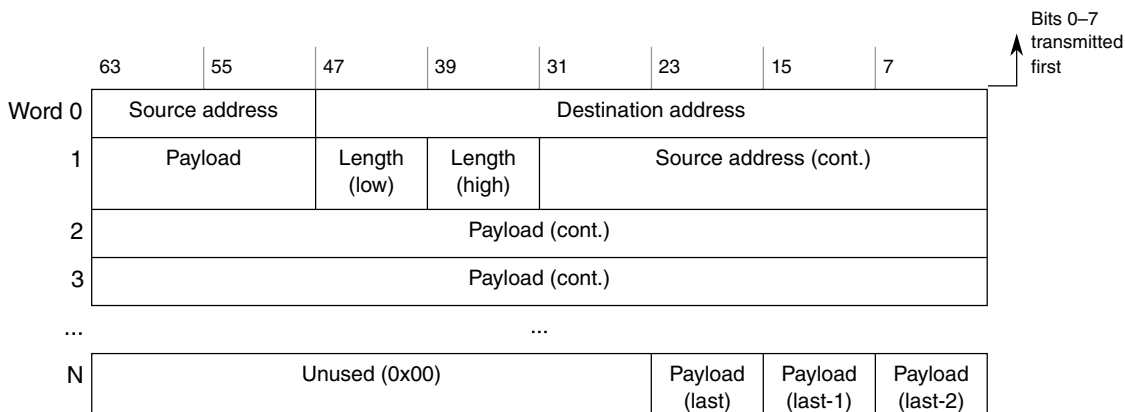 Bits 0–7
transmitted
first
63 55 47 39 31 23 15 7
Word 0 Source address Destination address
1 Payload Length (low) Length (high) Source address (cont.)
2 Payload (cont.)
3 Payload (cont.)
... ...
N Unused (0x00) Payload (last) Payload (last-1) Payload (last-2)